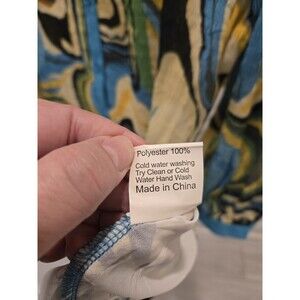 Polyester 100%
Cold water washing
Try Clean or Cold
Water Hand Wash
Made in China